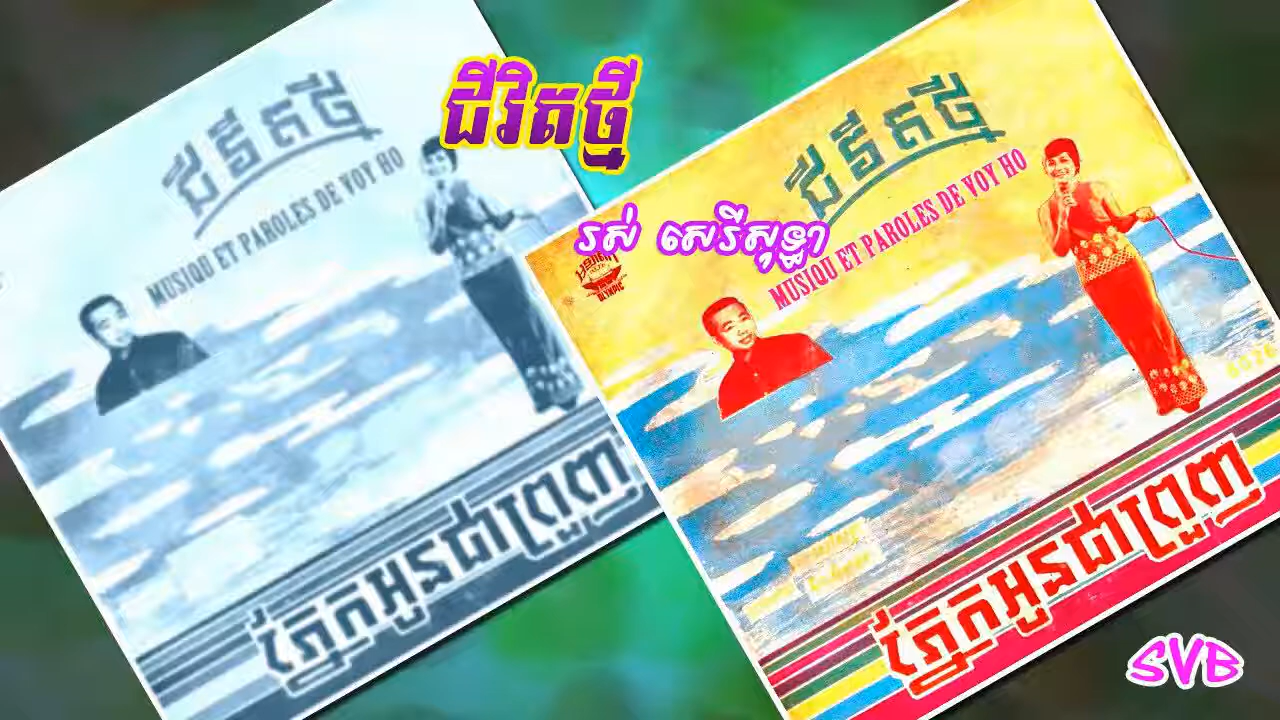 ជីវិតថ្មី
រស់ សេរីសុទ្ធា
ជីវិតថ្មី
MUSIQU ET PAROLES DE VOY HO
ភ្នែកអូនជាព្រួញ
ជីវិតថ្មី
MUSIQU ET PAROLES DE VOY HO
OLYMPIC
6076
ភ្នែកអូនជាព្រួញ
SVB